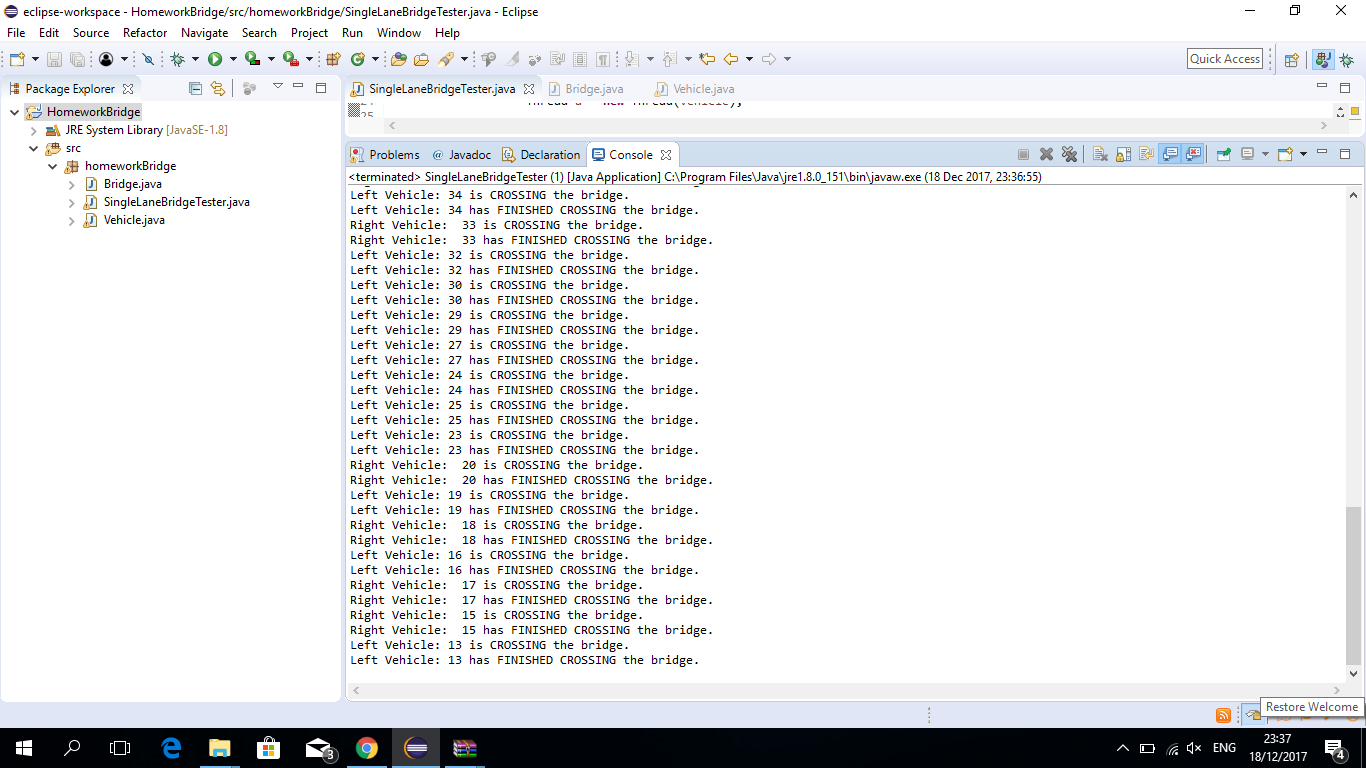 eclipse-workspace - HomeworkBridge/src/homeworkBridge/SingleLaneBridgeTester.java - Eclipse
File Edit Source Refactor Navigate Search Project Run Window Help
Quick Access
Package Explorer
SingleLaneBridgeTester.java Bridge.java Vehicle.java
HomeworkBridge
JRE System Library [JavaSE-1.8]
src
homeworkBridge
Bridge.java
SingleLaneBridgeTester.java
Vehicle.java
25
Problems @ Javadoc Declaration Console
<terminated> SingleLaneBridgeTester (1) [Java Application] C:\Program Files\Java\jre1.8.0_151\bin\javaw.exe (18 Dec 2017, 23:36:55)
Left Vehicle: 34 is CROSSING the bridge.
Left Vehicle: 34 has FINISHED CROSSING the bridge.
Right Vehicle:  33 is CROSSING the bridge.
Right Vehicle:  33 has FINISHED CROSSING the bridge.
Left Vehicle: 32 is CROSSING the bridge.
Left Vehicle: 32 has FINISHED CROSSING the bridge.
Left Vehicle: 30 is CROSSING the bridge.
Left Vehicle: 30 has FINISHED CROSSING the bridge.
Left Vehicle: 29 is CROSSING the bridge.
Left Vehicle: 29 has FINISHED CROSSING the bridge.
Left Vehicle: 27 is CROSSING the bridge.
Left Vehicle: 27 has FINISHED CROSSING the bridge.
Left Vehicle: 24 is CROSSING the bridge.
Left Vehicle: 24 has FINISHED CROSSING the bridge.
Left Vehicle: 25 is CROSSING the bridge.
Left Vehicle: 25 has FINISHED CROSSING the bridge.
Left Vehicle: 23 is CROSSING the bridge.
Left Vehicle: 23 has FINISHED CROSSING the bridge.
Right Vehicle:  20 is CROSSING the bridge.
Right Vehicle:  20 has FINISHED CROSSING the bridge.
Left Vehicle: 19 is CROSSING the bridge.
Left Vehicle: 19 has FINISHED CROSSING the bridge.
Right Vehicle:  18 is CROSSING the bridge.
Right Vehicle:  18 has FINISHED CROSSING the bridge.
Left Vehicle: 16 is CROSSING the bridge.
Left Vehicle: 16 has FINISHED CROSSING the bridge.
Right Vehicle:  17 is CROSSING the bridge.
Right Vehicle:  17 has FINISHED CROSSING the bridge.
Right Vehicle:  15 is CROSSING the bridge.
Right Vehicle:  15 has FINISHED CROSSING the bridge.
Left Vehicle: 13 is CROSSING the bridge.
Left Vehicle: 13 has FINISHED CROSSING the bridge.
Restore Welcome
3
ENG
23:37
18/12/2017
4